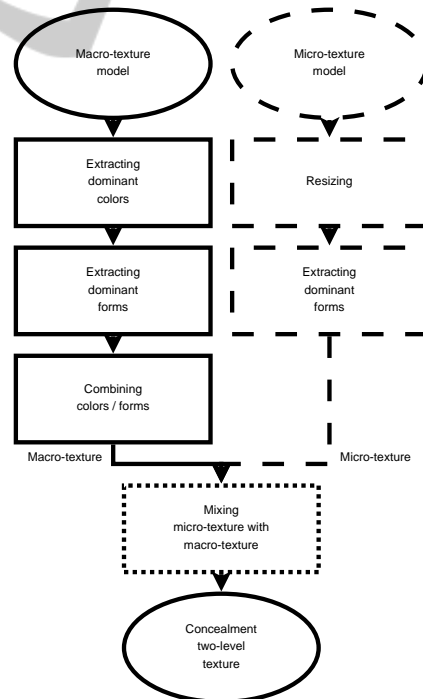 Macro-texture
model
Micro-texture
model
Extracting
dominant
colors
Resizing
Extracting
dominant
forms
Extracting
dominant
forms
Combining
colors / forms
Macro-texture
Micro-texture
Mixing
micro-texture with
macro-texture
Concealment
two-level
texture